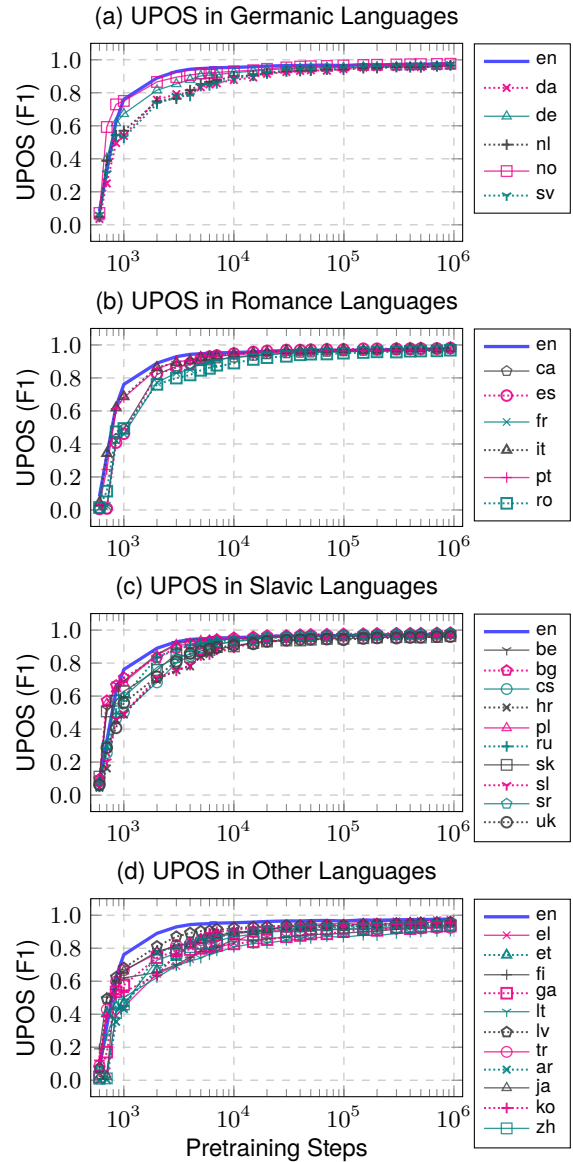 (a) UPOS in Germanic Languages
UPOS (F1)
1.0
0.8
0.6
0.4
0.2
0.0
10^3
10^4
10^5
10^6
en
da
de
nl
no
sv
(b) UPOS in Romance Languages
UPOS (F1)
1.0
0.8
0.6
0.4
0.2
0.0
10^3
10^4
10^5
10^6
en
ca
es
fr
it
pt
ro
(c) UPOS in Slavic Languages
UPOS (F1)
1.0
0.8
0.6
0.4
0.2
0.0
10^3
10^4
10^5
10^6
en
be
bg
cs
hr
pl
ru
sk
sl
sr
uk
(d) UPOS in Other Languages
UPOS (F1)
1.0
0.8
0.6
0.4
0.2
0.0
10^3
10^4
10^5
10^6
Pretraining Steps
en
el
et
fi
ga
lt
lv
tr
ar
ja
ko
zh